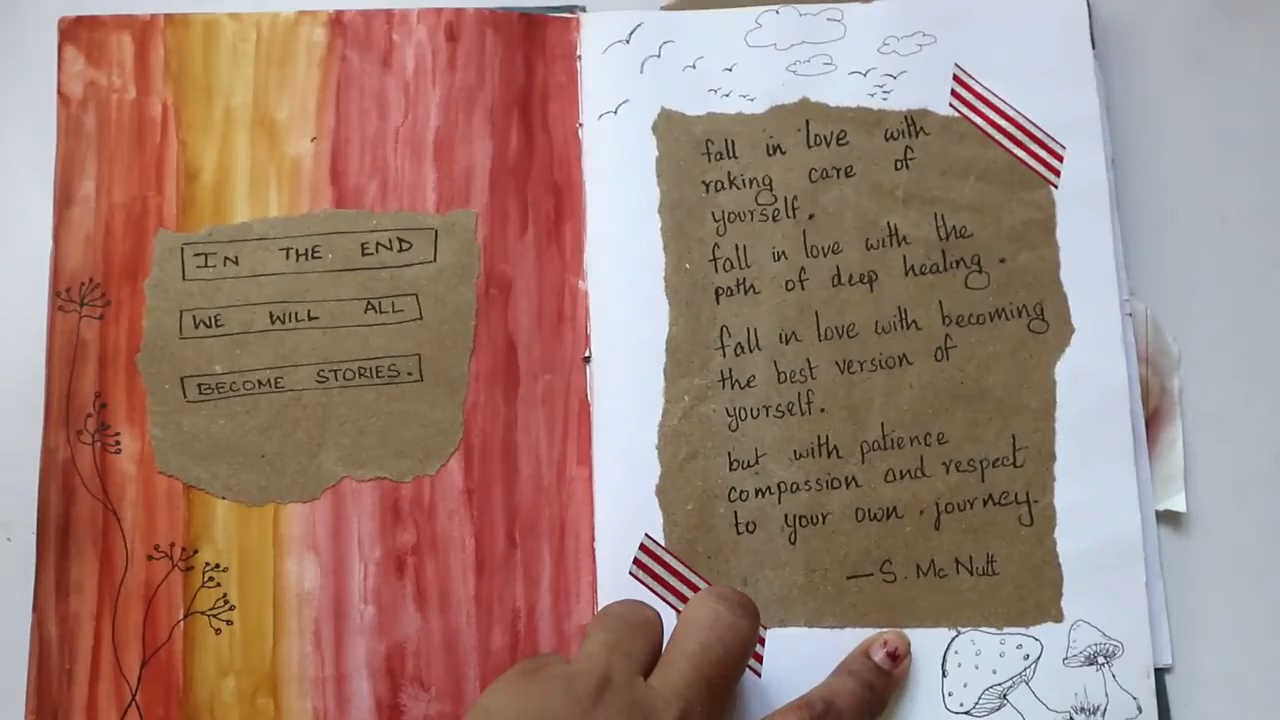 IN THE END
WE WILL ALL
BECOME STORIES.
fall in love with
raking care of
yourself.
fall in love with the
path of deep healing.
fall in love with becoming
the best version of
yourself.
but with patience
compassion and respect
to your own journey.
—S. Mc Nutt